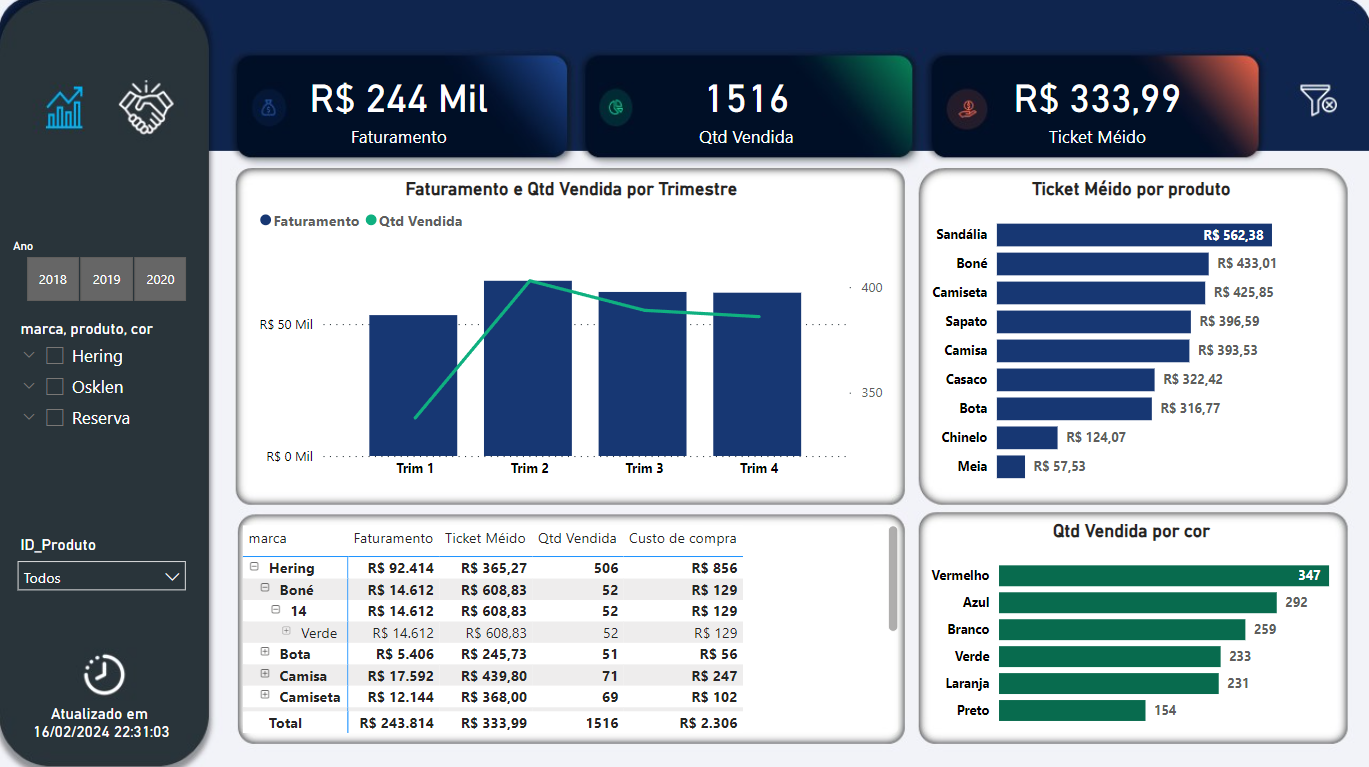 R$ 244 Mil
Faturamento
1516
Qtd Vendida
R$ 333,99
Ticket Méido
Ano
2018 2019 2020
marca, produto, cor
Hering
Osklen
Reserva
ID_Produto
Todos
Atualizado em
16/02/2024 22:31:03
Faturamento e Qtd Vendida por Trimestre
Faturamento Qtd Vendida
400
R$ 50 Mil
350
R$ 0 Mil
Trim 1 Trim 2 Trim 3 Trim 4
Ticket Méido por produto
Sandália R$ 562,38
Boné R$ 433,01
Camiseta R$ 425,85
Sapato R$ 396,59
Camisa R$ 393,53
Casaco R$ 322,42
Bota R$ 316,77
Chinelo R$ 124,07
Meia R$ 57,53
marca Faturamento Ticket Méido Qtd Vendida Custo de compra
Hering R$ 92.414 R$ 365,27 506 R$ 856
Boné R$ 14.612 R$ 608,83 52 R$ 129
14 R$ 14.612 R$ 608,83 52 R$ 129
Verde R$ 14.612 R$ 608,83 52 R$ 129
Bota R$ 5.406 R$ 245,73 51 R$ 56
Camisa R$ 17.592 R$ 439,80 71 R$ 247
Camiseta R$ 12.144 R$ 368,00 69 R$ 102
Total R$ 243.814 R$ 333,99 1516 R$ 2.306
Qtd Vendida por cor
Vermelho 347
Azul 292
Branco 259
Verde 233
Laranja 231
Preto 154